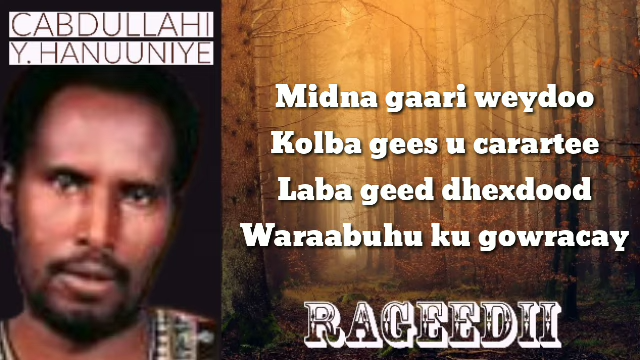 CABDULLAHI
Y. HANUUNIYE
Midna gaari weydoo
Kolba gees u carartee
Laba geed dhexdood
Waraabuhu ku gowracay
RAGEEDII